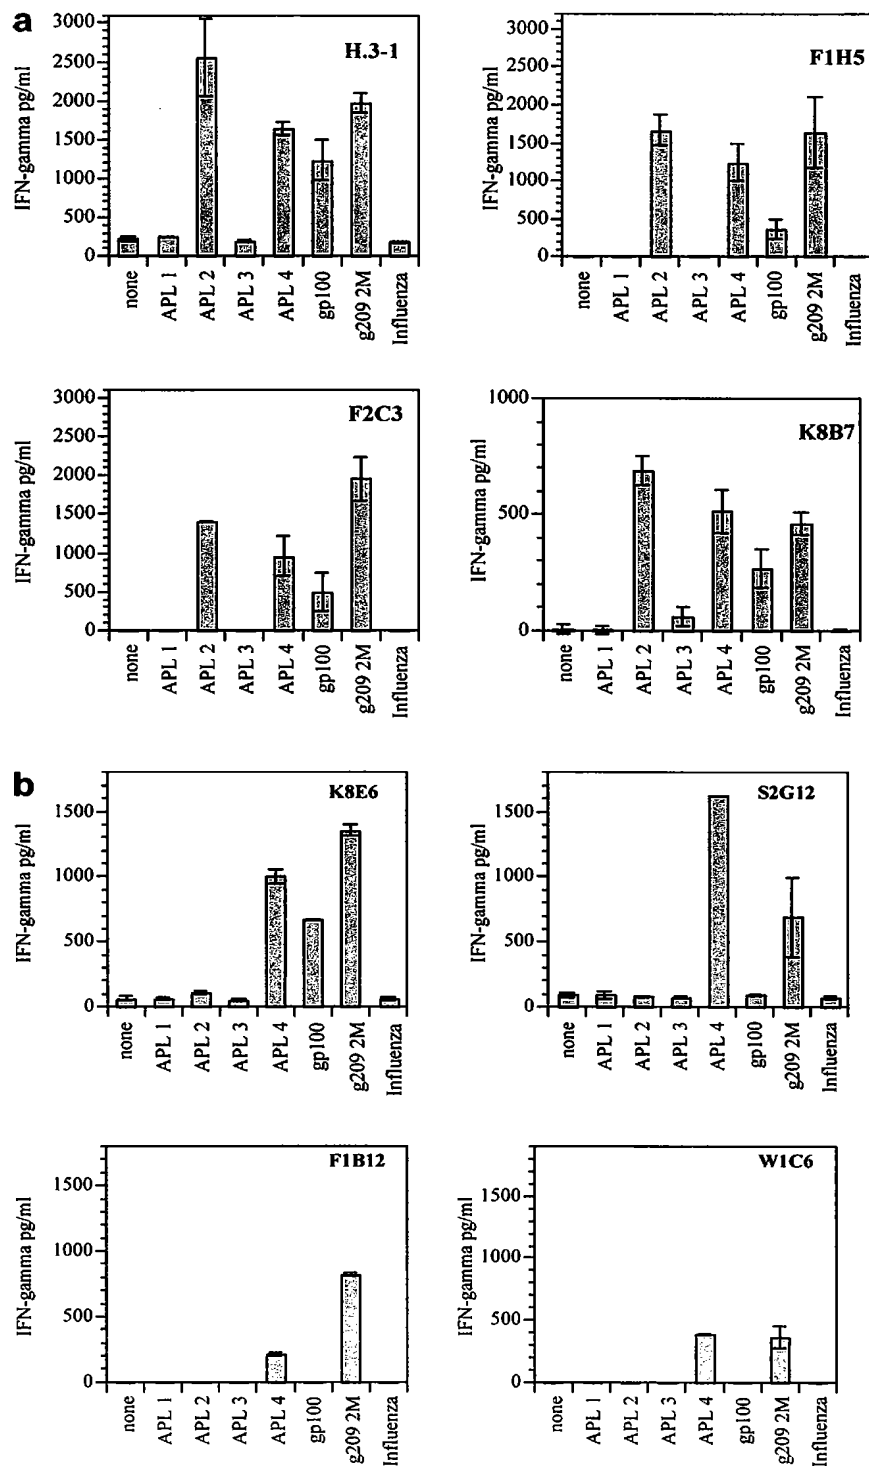 a
H.3-1
IFN-gamma pg/ml
3000
2500
2000
1500
1000
500
0
none
APL 1
APL 2
APL 3
APL 4
gp100
g209 2M
Influenza
F1H5
IFN-gamma pg/ml
3000
2500
2000
1500
1000
500
0
none
APL 1
APL 2
APL 3
APL 4
gp100
g209 2M
Influenza
F2C3
IFN-gamma pg/ml
3000
2500
2000
1500
1000
500
0
none
APL 1
APL 2
APL 3
APL 4
gp100
g209 2M
Influenza
K8B7
IFN-gamma pg/ml
1000
500
0
none
APL 1
APL 2
APL 3
APL 4
gp100
g209 2M
Influenza
b
K8E6
IFN-gamma pg/ml
1500
1000
500
0
none
APL 1
APL 2
APL 3
APL 4
gp100
g209 2M
Influenza
S2G12
IFN-gamma pg/ml
1500
1000
500
0
none
APL 1
APL 2
APL 3
APL 4
gp100
g209 2M
Influenza
F1B12
IFN-gamma pg/ml
1500
1000
500
0
none
APL 1
APL 2
APL 3
APL 4
gp100
g209 2M
Influenza
W1C6
IFN-gamma pg/ml
1500
1000
500
0
none
APL 1
APL 2
APL 3
APL 4
gp100
g209 2M
Influenza